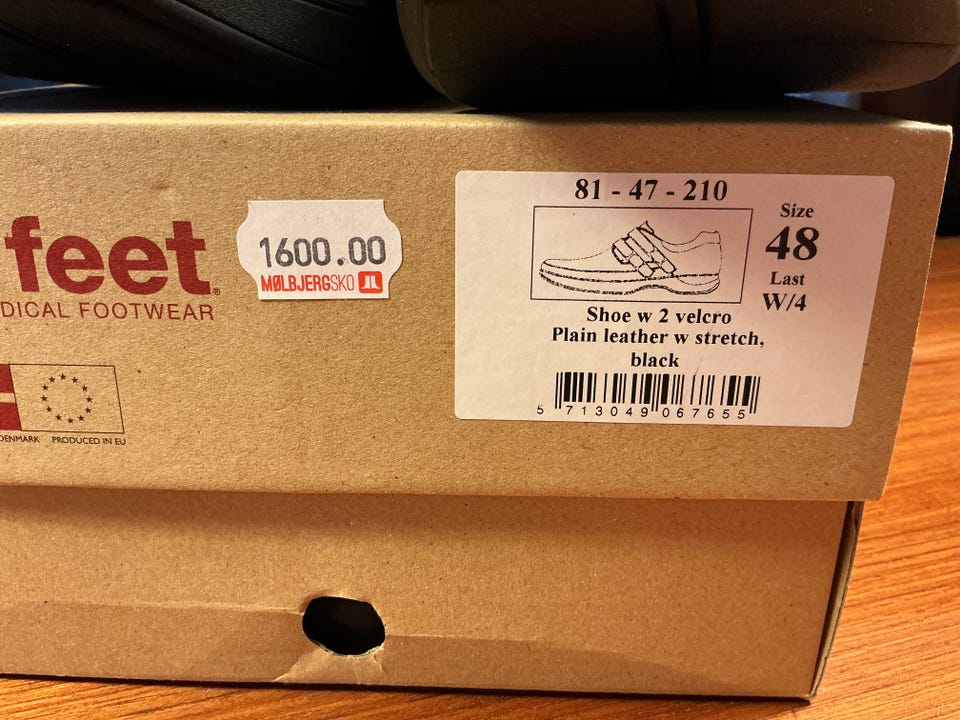 feet®
DICAL FOOTWEAR
DENMARK PRODUCED IN EU
1600.00
MØLBJERGSKO
81 - 47 - 210
Size
48
Last
W/4
Shoe w 2 velcro
Plain leather w stretch,
black
5 713049 067655